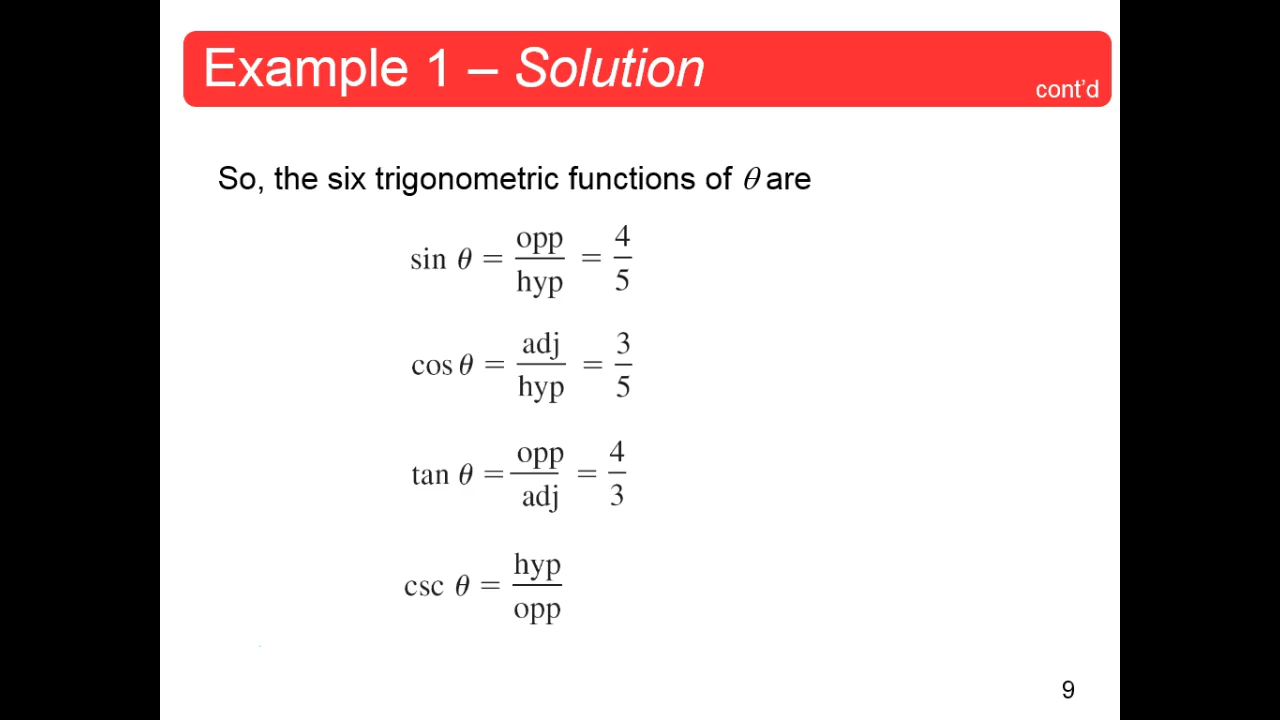 Example 1 – Solution
cont'd
So, the six trigonometric functions of θ are
sin θ = opp/hyp = 4/5
cos θ = adj/hyp = 3/5
tan θ = opp/adj = 4/3
csc θ = hyp/opp
9